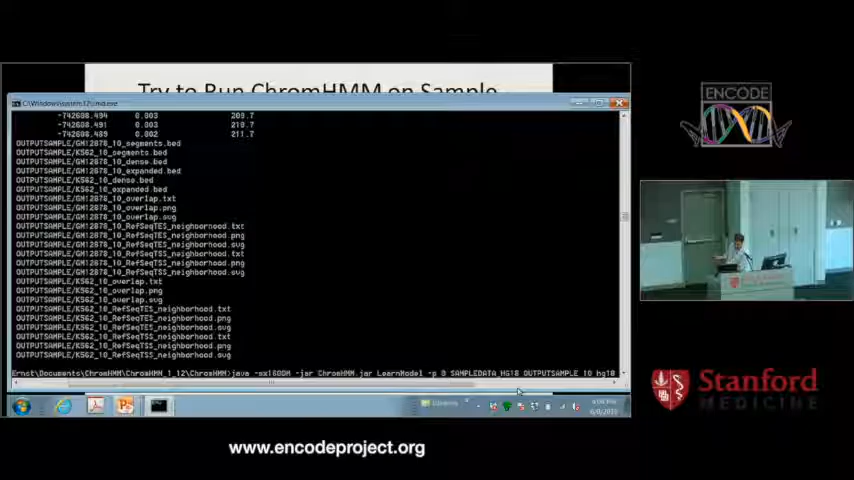 Try to Run ChromHMM on Sample
C:\Windows\system32\cmd.exe
-742608.494 0.003 209.7
-742608.491 0.003 210.7
-742608.489 0.002 211.7
OUTPUTSAMPLE/GM12878_10_segments.bed
OUTPUTSAMPLE/K562_10_segments.bed
OUTPUTSAMPLE/GM12878_10_dense.bed
OUTPUTSAMPLE/GM12878_10_expanded.bed
OUTPUTSAMPLE/K562_10_dense.bed
OUTPUTSAMPLE/K562_10_expanded.bed
OUTPUTSAMPLE/GM12878_10_overlap.txt
OUTPUTSAMPLE/GM12878_10_overlap.png
OUTPUTSAMPLE/GM12878_10_overlap.svg
OUTPUTSAMPLE/GM12878_10_RefSeqTES_neighborhood.txt
OUTPUTSAMPLE/GM12878_10_RefSeqTES_neighborhood.png
OUTPUTSAMPLE/GM12878_10_RefSeqTES_neighborhood.svg
OUTPUTSAMPLE/GM12878_10_RefSeqTSS_neighborhood.txt
OUTPUTSAMPLE/GM12878_10_RefSeqTSS_neighborhood.png
OUTPUTSAMPLE/GM12878_10_RefSeqTSS_neighborhood.svg
OUTPUTSAMPLE/K562_10_overlap.txt
OUTPUTSAMPLE/K562_10_overlap.png
OUTPUTSAMPLE/K562_10_overlap.svg
OUTPUTSAMPLE/K562_10_RefSeqTES_neighborhood.txt
OUTPUTSAMPLE/K562_10_RefSeqTES_neighborhood.png
OUTPUTSAMPLE/K562_10_RefSeqTES_neighborhood.svg
OUTPUTSAMPLE/K562_10_RefSeqTSS_neighborhood.txt
OUTPUTSAMPLE/K562_10_RefSeqTSS_neighborhood.png
OUTPUTSAMPLE/K562_10_RefSeqTSS_neighborhood.svg
Ernst\Documents\ChromHMM\ChromHMM_1_12\ChromHMM>java -mx1600M -jar ChromHMM.jar LearnModel -p 0 SAMPLEDATA_HG18 OUTPUTSAMPLE 10 hg18
ENCODE
Stanford
MEDICINE
www.encodeproject.org